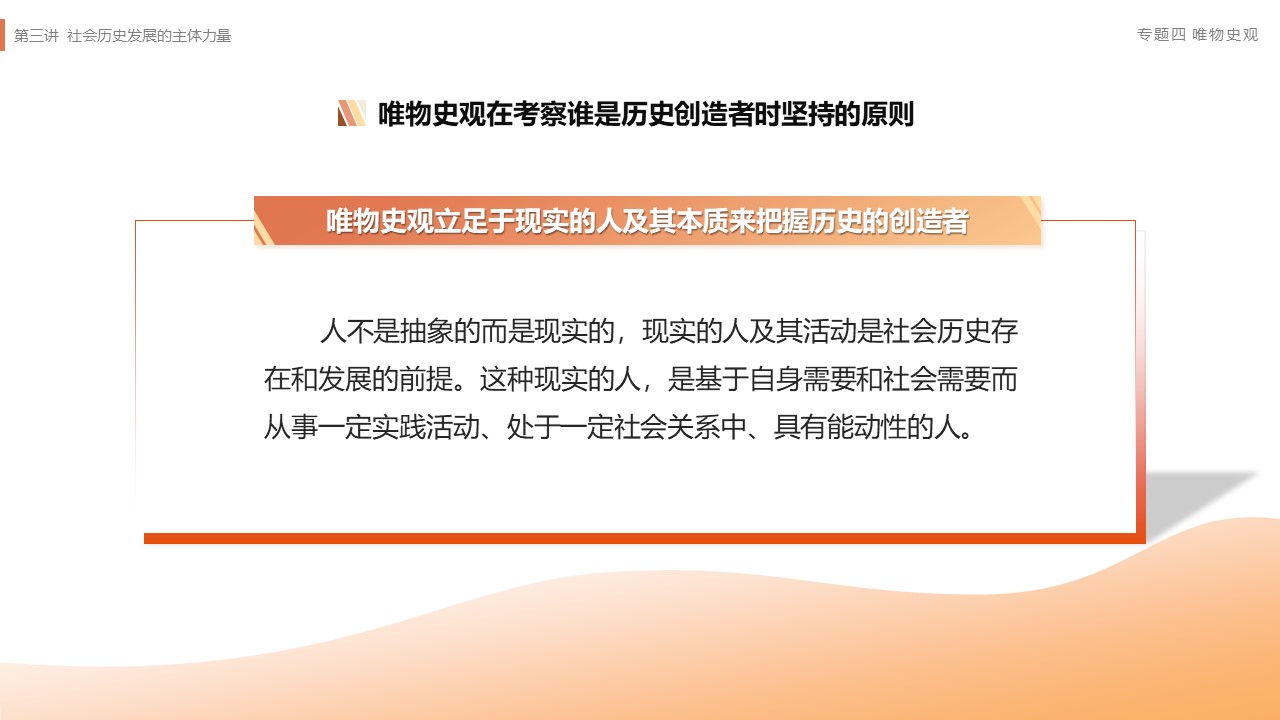 第三讲 社会历史发展的主体力量
专题四 唯物史观
唯物史观在考察谁是历史创造者时坚持的原则
唯物史观立足于现实的人及其本质来把握历史的创造者
人不是抽象的而是现实的，现实的人及其活动是社会历史存
在和发展的前提。这种现实的人，是基于自身需要和社会需要而
从事一定实践活动、处于一定社会关系中、具有能动性的人。